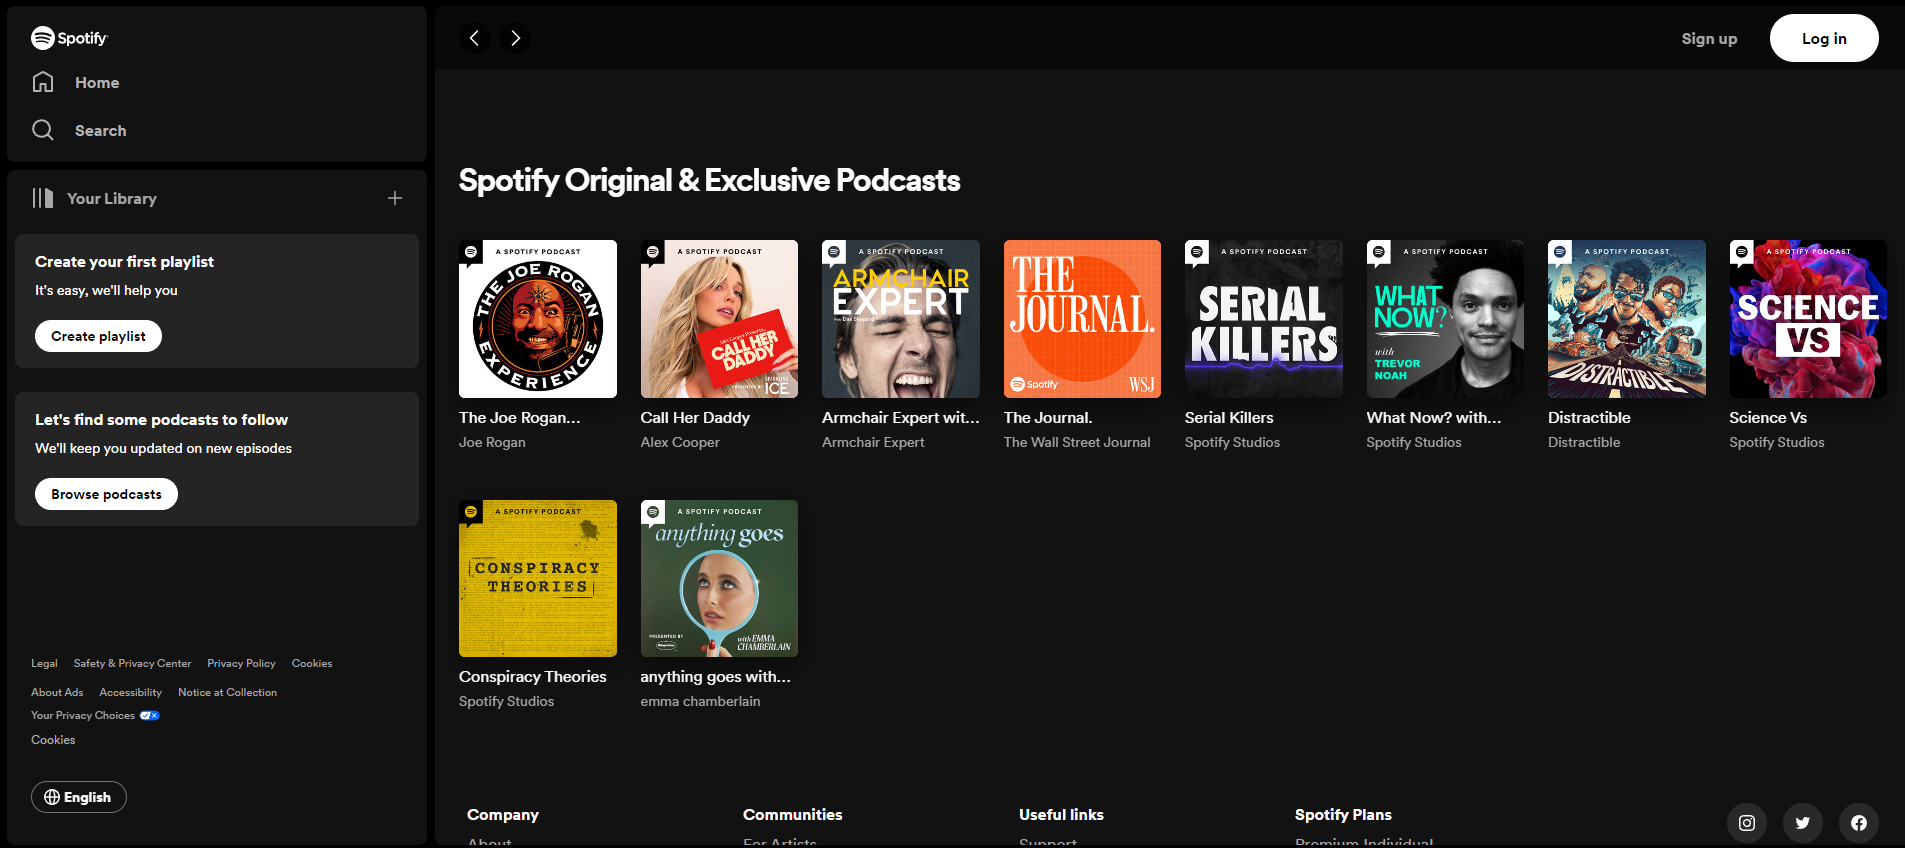 Spotify
Home
Search
Your Library
Create your first playlist
It's easy, we'll help you
Create playlist
Let's find some podcasts to follow
We'll keep you updated on new episodes
Browse podcasts
Legal Safety & Privacy Center Privacy Policy Cookies
About Ads Accessibility Notice at Collection
Your Privacy Choices
Cookies
English
Sign up Log in
Spotify Original & Exclusive Podcasts
A SPOTIFY PODCAST
THE JOE ROGAN EXPERIENCE
The Joe Rogan...
Joe Rogan
A SPOTIFY PODCAST
CALL HER
DADDY
PRESENTED BY
ICE
Call Her Daddy
Alex Cooper
A SPOTIFY PODCAST
ARMCHAIR
EXPERT
with Dax Shepard
Armchair Expert wit...
Armchair Expert
THE
JOURNAL.
Spotify WSJ
The Journal.
The Wall Street Journal
A SPOTIFY PODCAST
SERIAL
KILLERS
Serial Killers
Spotify Studios
A SPOTIFY PODCAST
WHAT
NOW?
with
TREVOR
NOAH
What Now? with...
Spotify Studios
A SPOTIFY PODCAST
DISTRACTIBLE
Distractible
Distractible
A SPOTIFY PODCAST
SCIENCE
VS
Science Vs
Spotify Studios
A SPOTIFY PODCAST
CONSPIRACY
THEORIES
Conspiracy Theories
Spotify Studios
A SPOTIFY PODCAST
anything goes
PRESENTED BY
with EMMA
CHAMBERLAIN
anything goes with...
emma chamberlain
Company Communities Useful links Spotify Plans
About For Artists Support Premium Individual